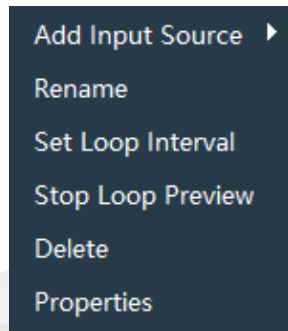 Add Input Source
Rename
Set Loop Interval
Stop Loop Preview
Delete
Properties